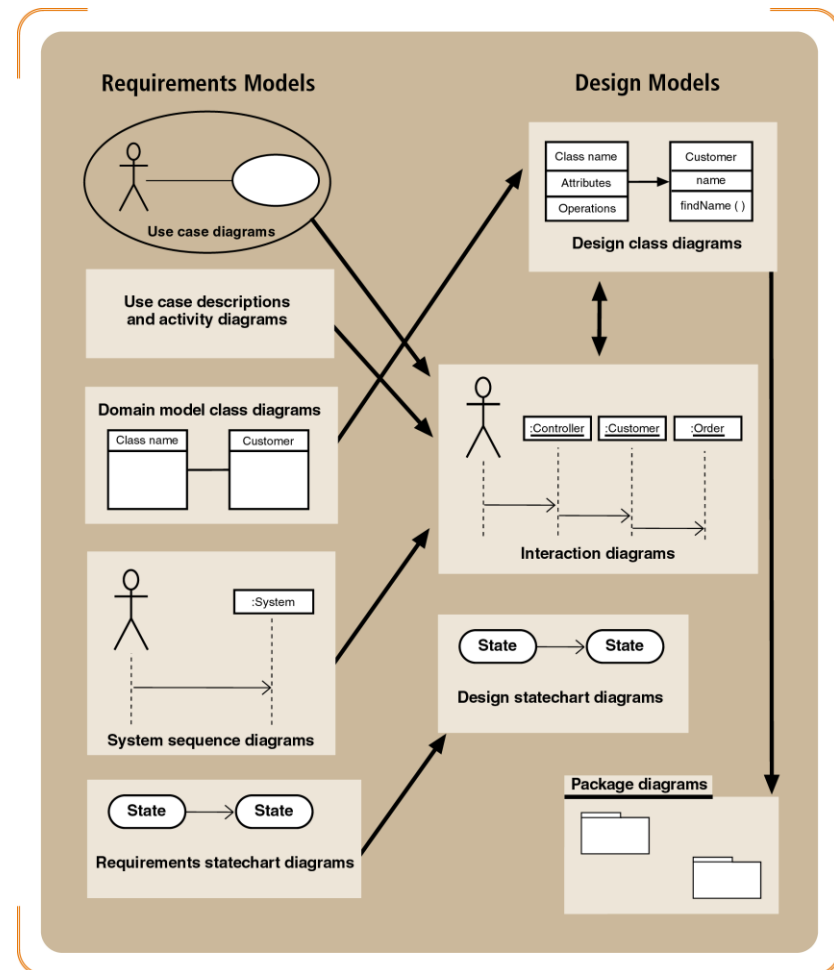 Requirements Models
Use case diagrams
Use case descriptions
and activity diagrams
Domain model class diagrams
Class name
Customer
:System
System sequence diagrams
State
State
Requirements statechart diagrams
Design Models
Class name
Attributes
Operations
Customer
name
findName ( )
Design class diagrams
:Controller
:Customer
:Order
Interaction diagrams
State
State
Design statechart diagrams
Package diagrams